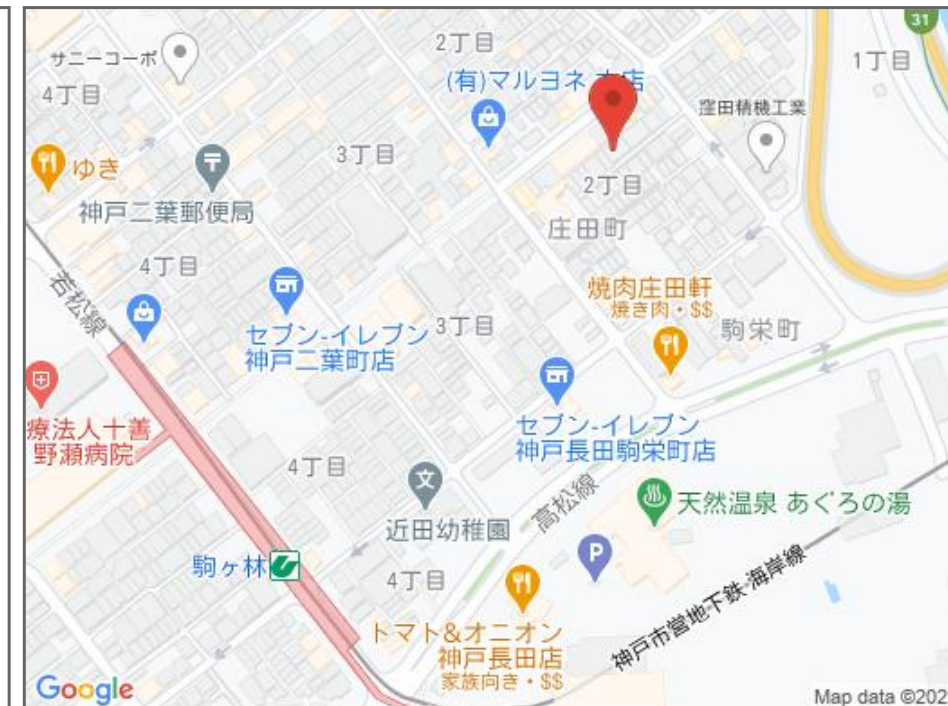 31
2丁目
1丁目
サニーコーポ
4丁目
(有)マルヨネ 本店
窪田精機工業
3丁目
ゆき
2丁目
神戸二葉郵便局
庄田町
4丁目
若松線
焼肉庄田軒
焼き肉・$$
セブン-イレブン
神戸二葉町店
3丁目
駒栄町
セブン-イレブン
神戸長田駒栄町店
療法人十善
野瀬病院
4丁目
文
近田幼稚園
高松線
天然温泉 あぐろの湯
P
駒ヶ林
4丁目
トマト&オニオン
神戸長田店
家族向き・$$
神戸市営地下鉄・海岸線
Google
Map data ©202